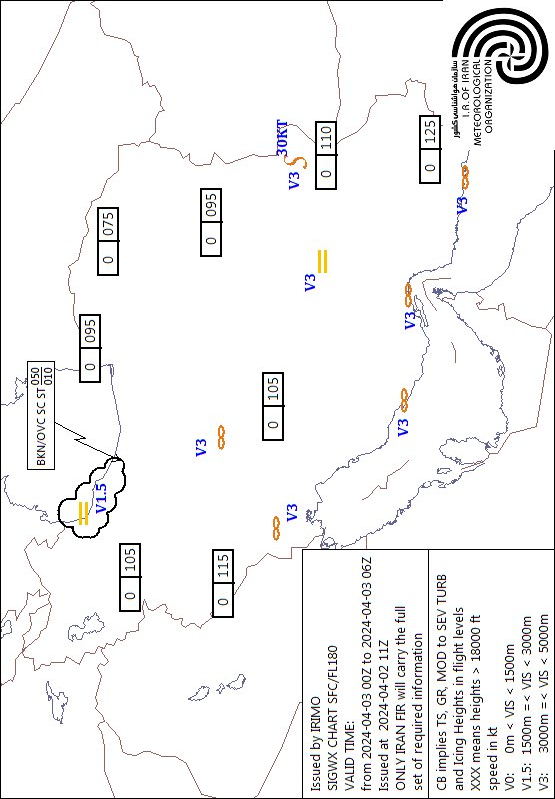 BKN/OVC SC ST 050
010
0 095
V1.5
0 075
0 105
V3
0 095
0 115
0 105
30KT
V3
V3
V3
0 110
V3
V3
0 125
V3
سازمان هواشناسی کشور
I.R.OF IRAN
METEOROLOGICAL
ORGANIZATION
Issued by IRIMO
SIGWX CHART SFC/FL180
VALID TIME:
from 2024-04-03 00Z to 2024-04-03 06Z
Issued at 2024-04-02 11Z
ONLY IRAN FIR will carry the full
set of required information
CB implies TS, GR, MOD to SEV TURB
and Icing Heights in flight levels
XXX means heights > 18000 ft
speed in kt
V0: 0m < VIS < 1500m
V1.5: 1500m =< VIS < 3000m
V3: 3000m =< VIS < 5000m